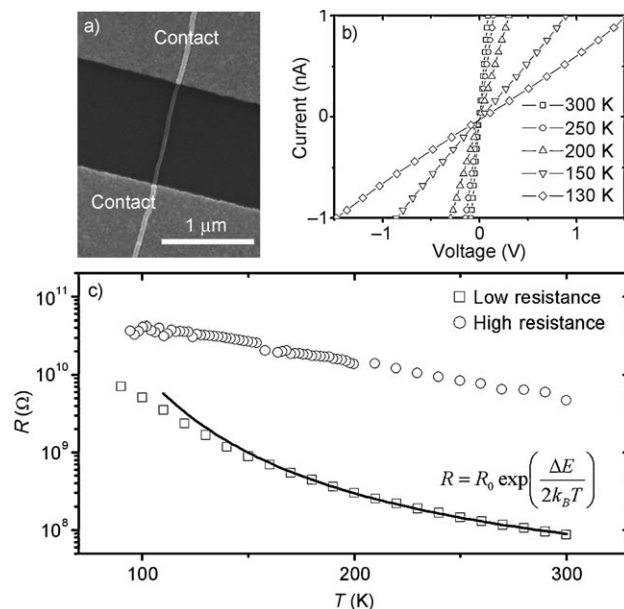 a)
Contact
Contact
1 μm
b)
Current (nA)
1
0
−1
−1 0 1
Voltage (V)
300 K
250 K
200 K
150 K
130 K
c)
Low resistance
High resistance
R (Ω)
10¹¹
10¹⁰
10⁹
10⁸
R = R₀ exp(ΔE / 2k_BT)
100 200 300
T (K)